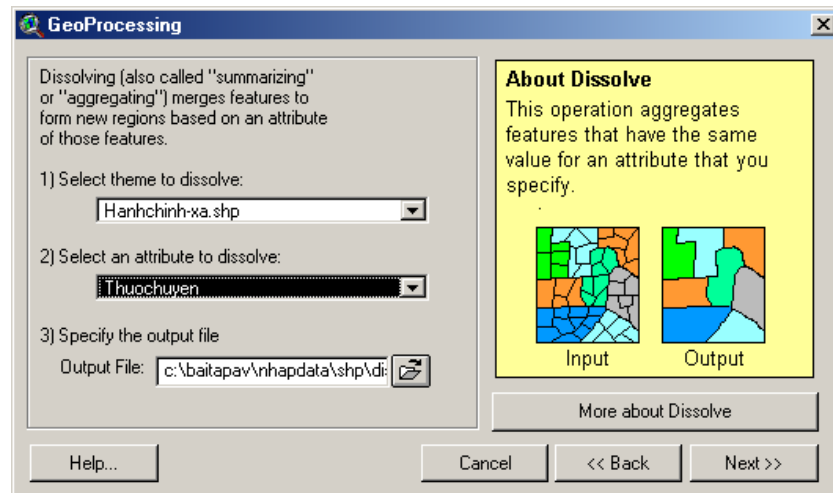 GeoProcessing
Dissolving (also called "summarizing"
or "aggregating") merges features to
form new regions based on an attribute
of those features.
1) Select theme to dissolve:
Hanhchinh-xa.shp
2) Select an attribute to dissolve:
Thuochuyen
3) Specify the output file
Output File: c:\baitapav\nhapdata\shp\di
About Dissolve
This operation aggregates
features that have the same
value for an attribute that you
specify.
Input Output
More about Dissolve
Help... Cancel << Back Next >>